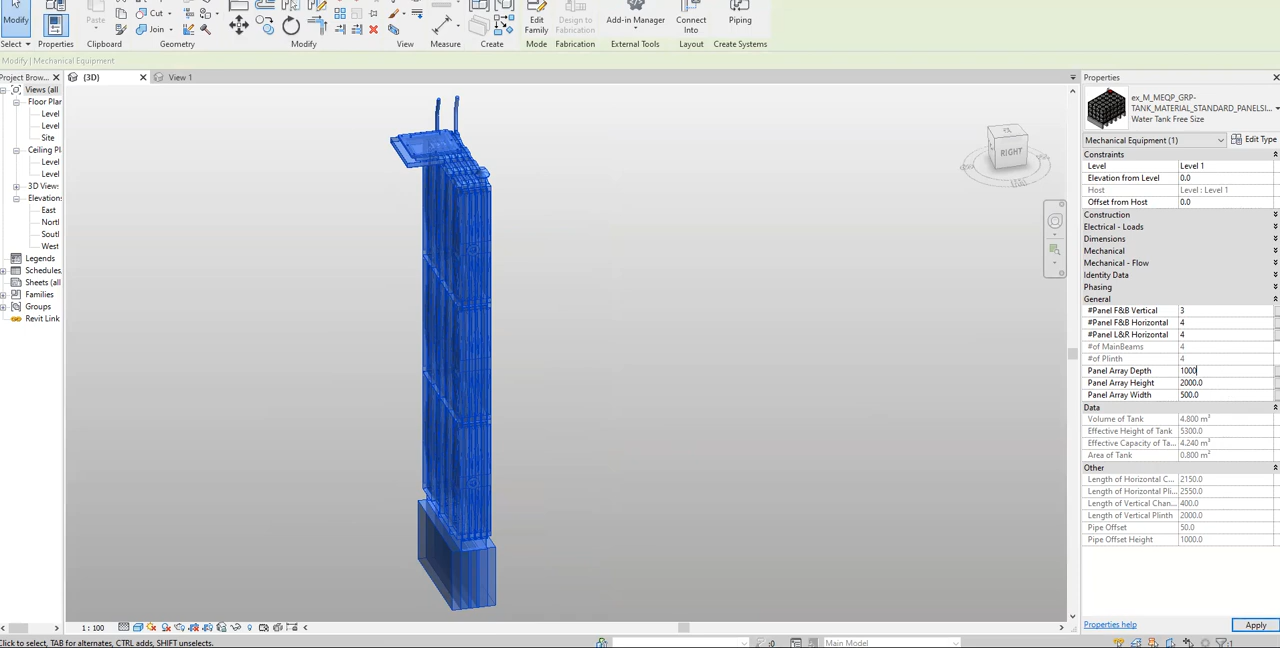 Modify
Select
Properties
Paste
Clipboard
Cut
Join
Geometry
Modify
View
Measure
Create
Edit
Family
Mode
Design to
Fabrication
Fabrication
Add-in Manager
External Tools
Connect
Into
Layout
Piping
Create Systems
Modify | Mechanical Equipment
Project Brow...
{3D}
View 1
Views (all
Floor Plan
Level
Level
Site
Ceiling Pl
Level
Level
3D Views
Elevations
East
North
South
West
Legends
Schedules,
Sheets (all
Families
Groups
Revit Link
RIGHT
Properties
ex_M_MEQP_GRP-
TANK_MATERIAL_STANDARD_PANELSI...
Water Tank Free Size
Mechanical Equipment (1)
Edit Type
Constraints
Level Level 1
Elevation from Level 0.0
Host Level : Level 1
Offset from Host 0.0
Construction
Electrical - Loads
Dimensions
Mechanical
Mechanical - Flow
Identity Data
Phasing
General
#Panel F&B Vertical 3
#Panel F&B Horizontal 4
#Panel L&R Horizontal 4
#of MainBeams 4
#of Plinth 4
Panel Array Depth 1000
Panel Array Height 2000.0
Panel Array Width 500.0
Data
Volume of Tank 4.800 m³
Effective Height of Tank 5300.0
Effective Capacity of Ta... 4.240 m³
Area of Tank 0.800 m²
Other
Length of Horizontal C... 2150.0
Length of Horizontal Pli... 2550.0
Length of Vertical Chan... 400.0
Length of Vertical Plinth 2000.0
Pipe Offset 50.0
Pipe Offset Height 1000.0
Properties help
Apply
1 : 100
Click to select, TAB for alternates, CTRL adds, SHIFT unselects.
:0
Main Model
:1